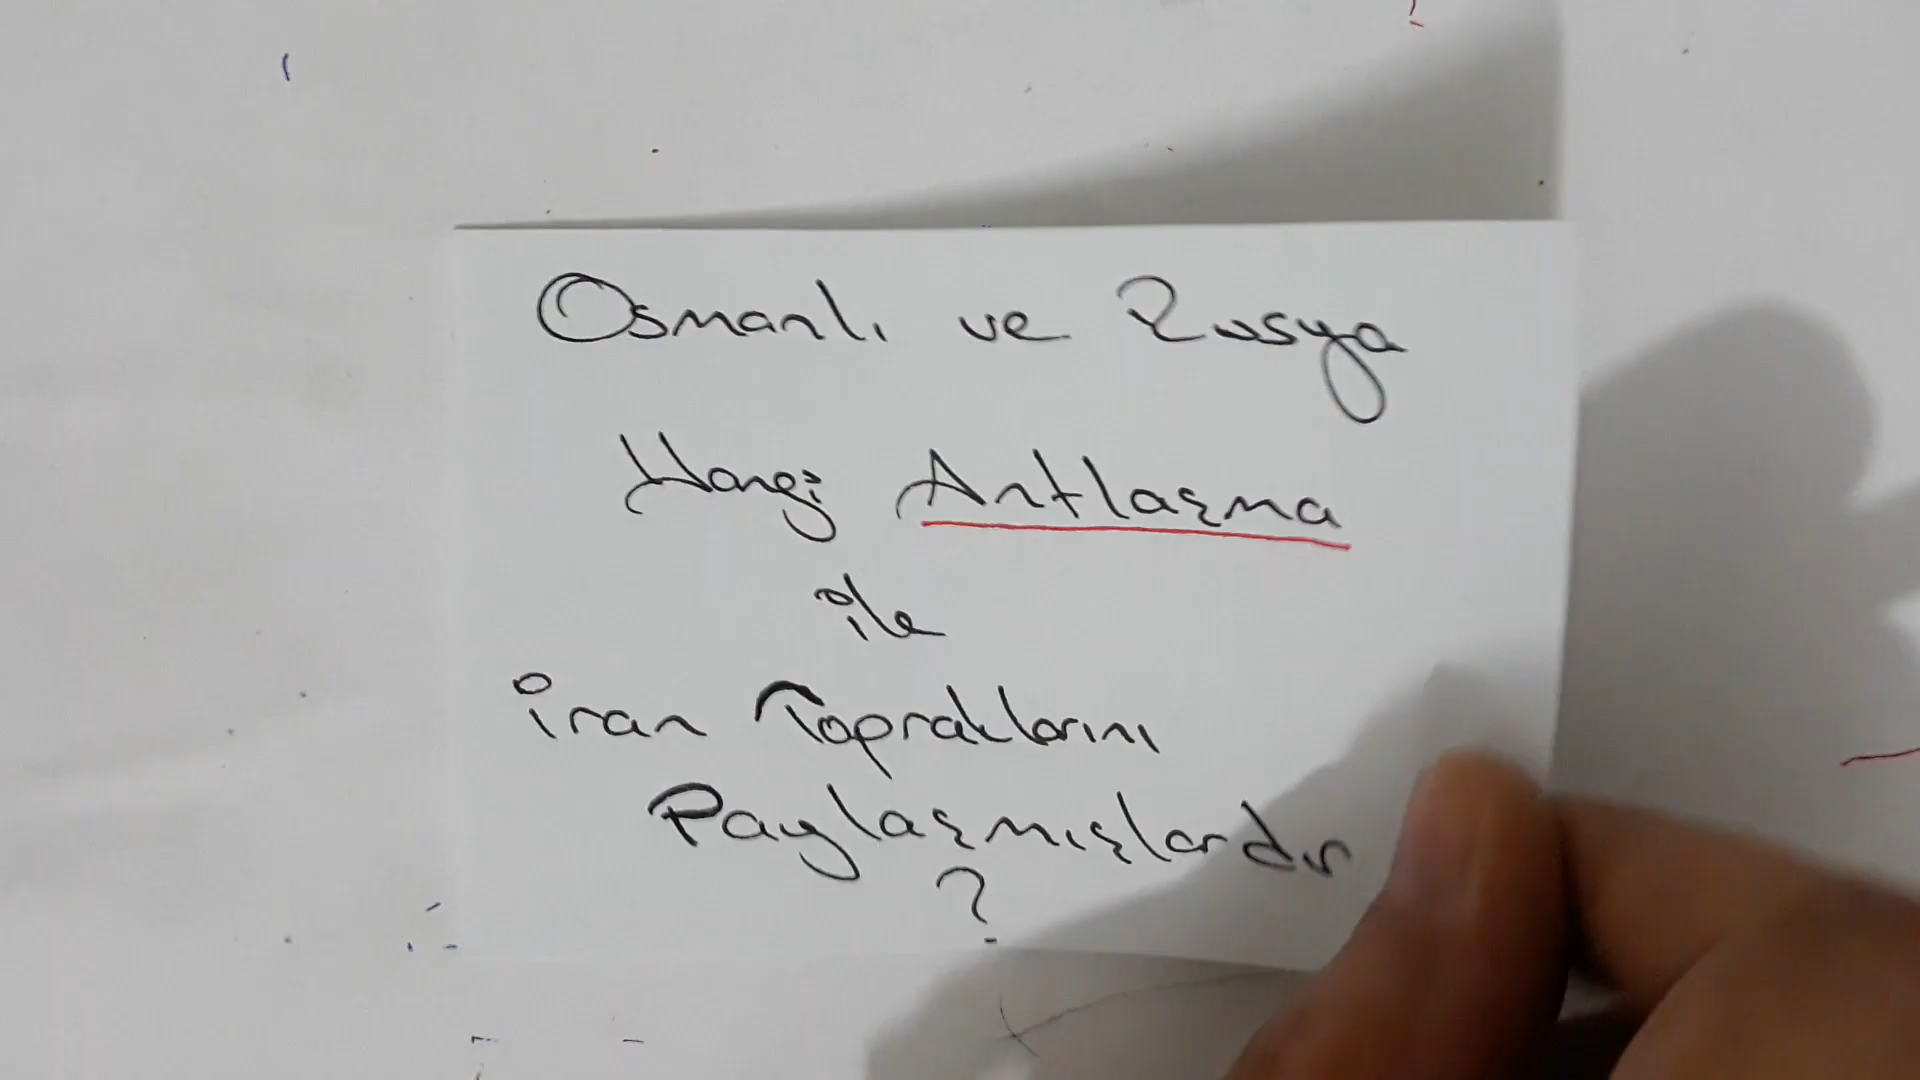 Osmanlı ve Rusya
Hangi Antlaşma
ile
İran Topraklarını
Paylaşmışlardır
?